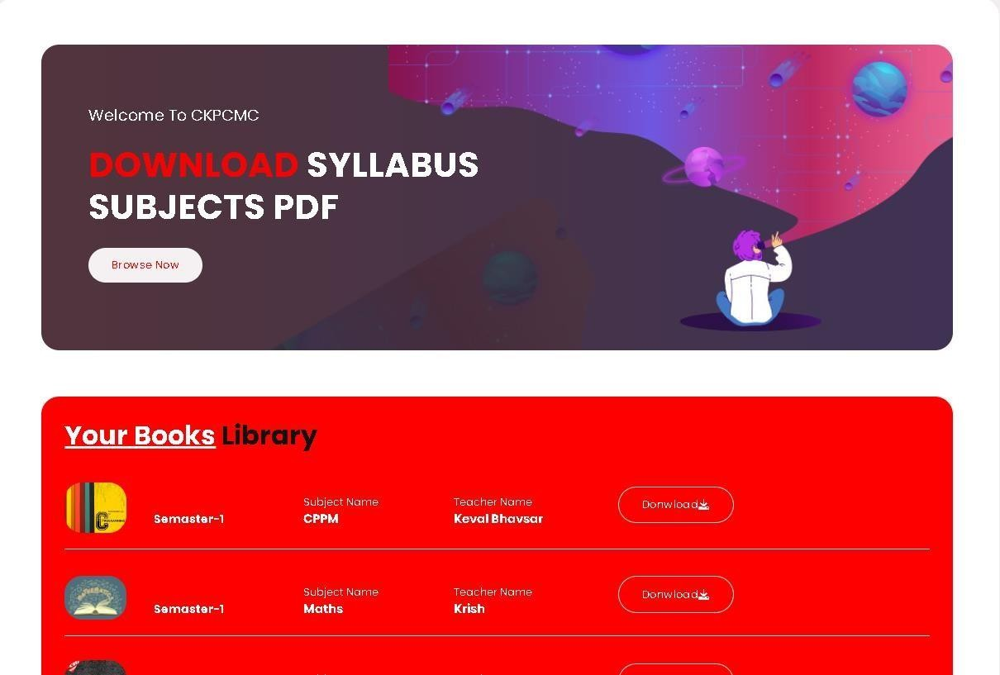 Welcome To CKPCMC
DOWNLOAD SYLLABUS
SUBJECTS PDF
Browse Now
Your Books Library
Semaster-1
Subject Name
CPPM
Teacher Name
Keval Bhavsar
Donwload
Semaster-1
Subject Name
Maths
Teacher Name
Krish
Donwload